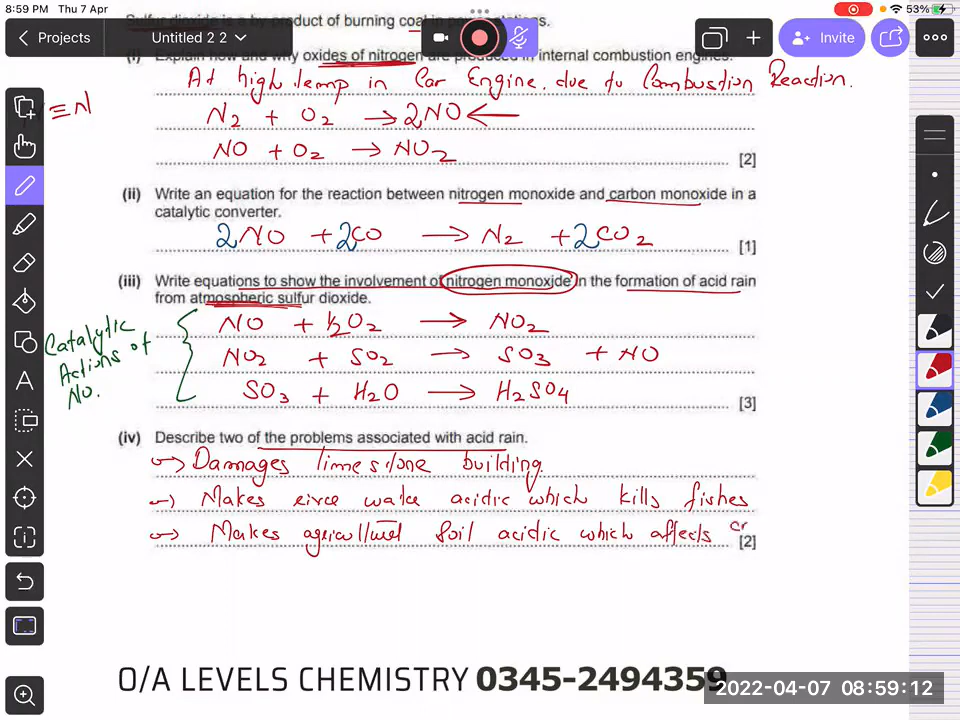 8:59 PM Thu 7 Apr
53%
Sulfur dioxide is a by-product of burning coal in power stations.
Projects
Untitled 2 2
Invite
(i) Explain how and why oxides of nitrogen are produced in internal combustion engines.
At high temp in Car Engine. due to Combustion Reaction.
≡N
N2 + O2 → 2NO ←
NO + O2 → NO2
[2]
(ii) Write an equation for the reaction between nitrogen monoxide and carbon monoxide in a
catalytic converter.
2NO + 2CO → N2 + 2CO2
[1]
(iii) Write equations to show the involvement of nitrogen monoxide in the formation of acid rain
from atmospheric sulfur dioxide.
NO + ½O2 → NO2
Catalytic
Actions of
NO.
NO2 + SO2 → SO3 + NO
SO3 + H2O → H2SO4
[3]
(iv) Describe two of the problems associated with acid rain.
→ Damages limestone building
→ Makes river water acidic which kills fishes
→ Makes agricultural Soil acidic which affects cr
[2]
O/A LEVELS CHEMISTRY 0345-2494359
2022-04-07 08:59:12